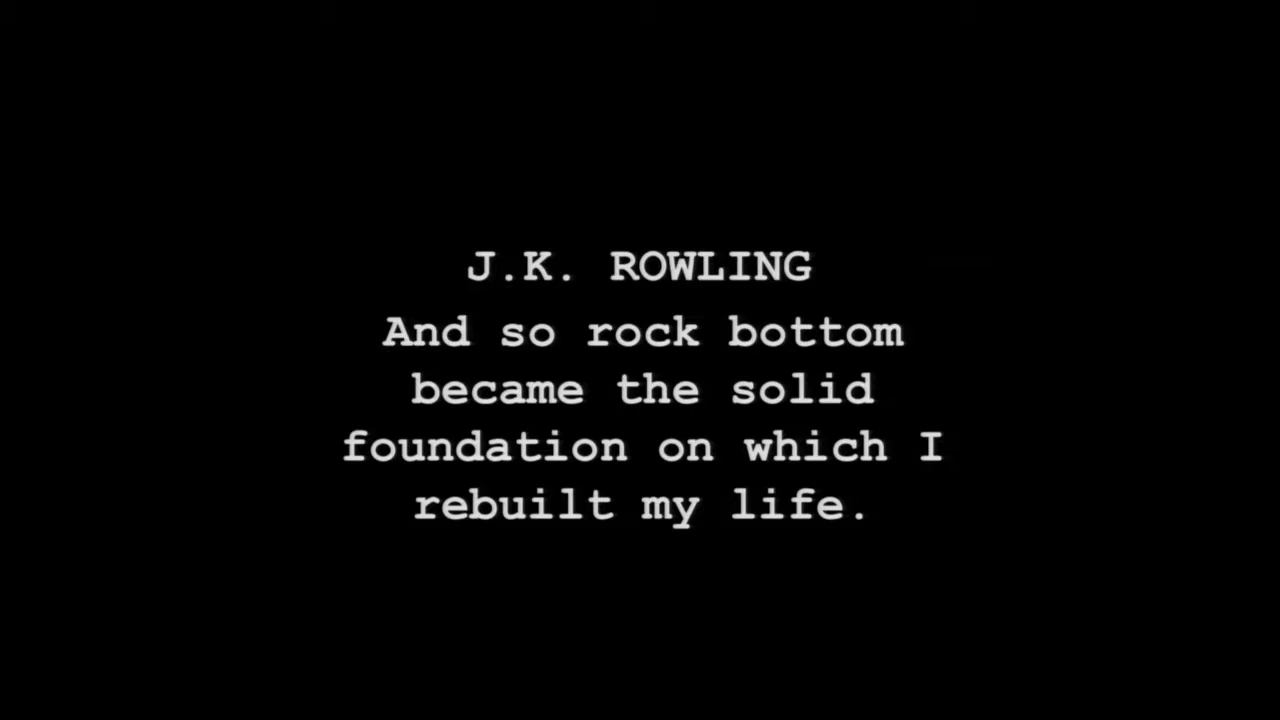 J.K. ROWLING
And so rock bottom
became the solid
foundation on which I
rebuilt my life.